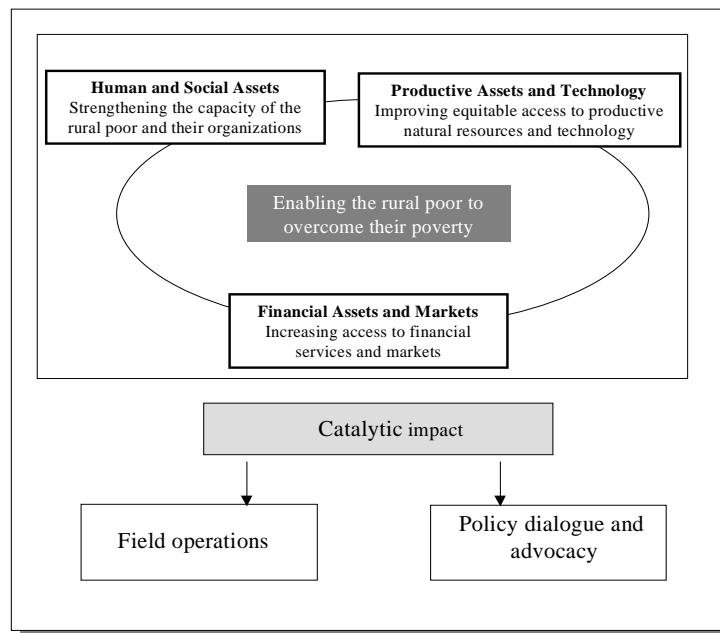 Human and Social Assets
Strengthening the capacity of the
rural poor and their organizations
Productive Assets and Technology
Improving equitable access to productive
natural resources and technology
Enabling the rural poor to
overcome their poverty
Financial Assets and Markets
Increasing access to financial
services and markets
Catalytic impact
Field operations
Policy dialogue and
advocacy